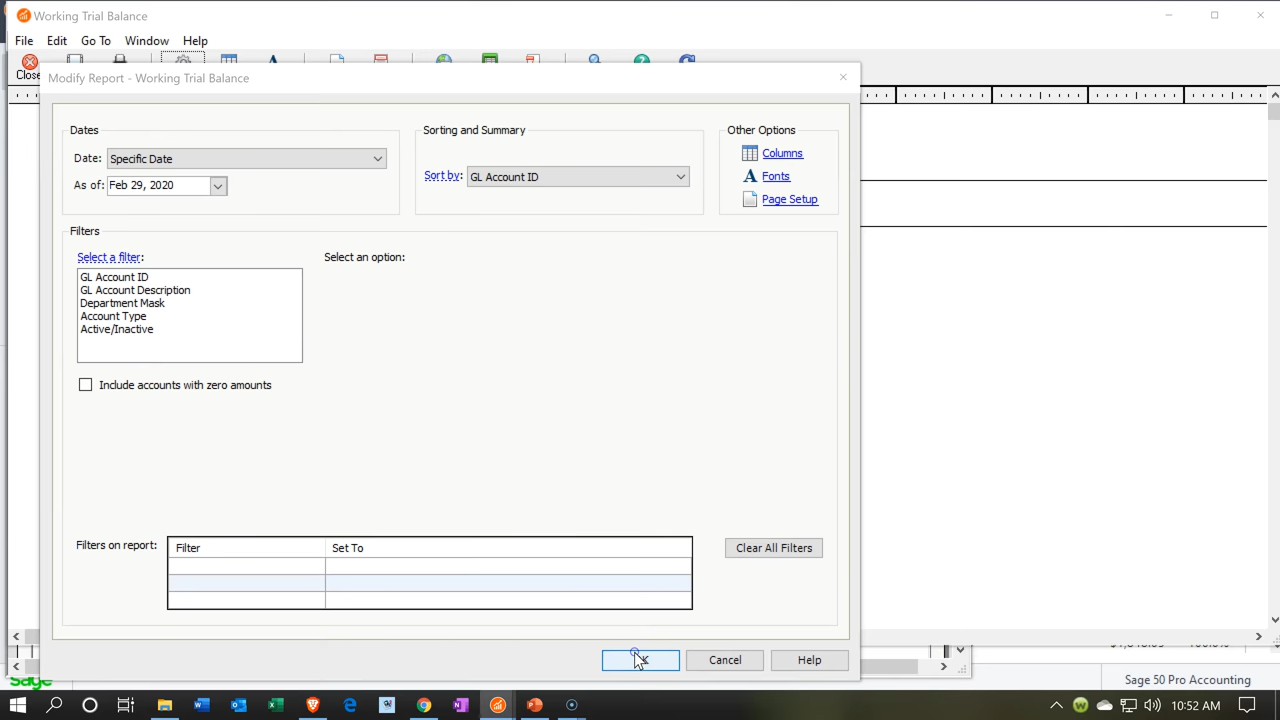 Working Trial Balance
File Edit Go To Window Help
Close
Modify Report - Working Trial Balance
Dates
Date: Specific Date
As of: Feb 29, 2020
Sorting and Summary
Sort by: GL Account ID
Other Options
Columns
Fonts
Page Setup
Filters
Select a filter:
Select an option:
GL Account ID
GL Account Description
Department Mask
Account Type
Active/Inactive
Include accounts with zero amounts
Filters on report:
Filter Set To
Clear All Filters
Cancel Help
Sage 50 Pro Accounting
sage
10:52 AM